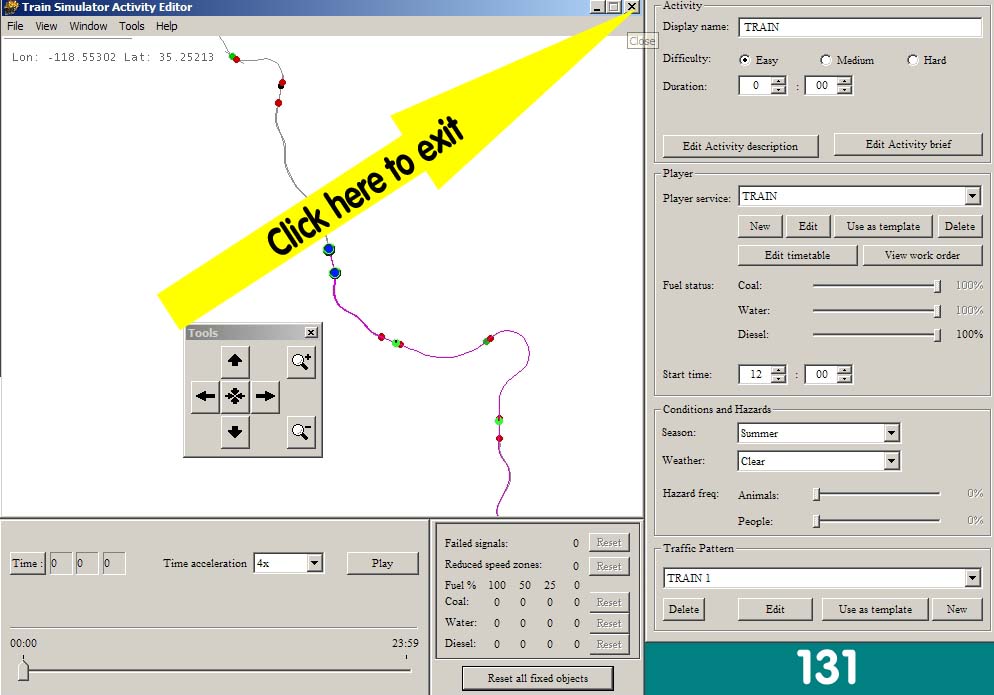 Train Simulator Activity Editor
File View Window Tools Help
Close
Lon: -118.55302 Lat: 35.25213
Click here to exit
Tools
Time : 0 0 0
Time acceleration 4x
Play
00:00 23:59
Failed signals: 0 Reset
Reduced speed zones: 0 Reset
Fuel % 100 50 25 0
Coal: 0 0 0 0 Reset
Water: 0 0 0 0 Reset
Diesel: 0 0 0 0 Reset
Reset all fixed objects
Activity
Display name: TRAIN
Difficulty: Easy Medium Hard
Duration: 0 : 00
Edit Activity description Edit Activity brief
Player
Player service: TRAIN
New Edit Use as template Delete
Edit timetable View work order
Fuel status: Coal: 100%
Water: 100%
Diesel: 100%
Start time: 12 : 00
Conditions and Hazards
Season: Summer
Weather: Clear
Hazard freq: Animals: 0%
People: 0%
Traffic Pattern
TRAIN 1
Delete Edit Use as template New
131